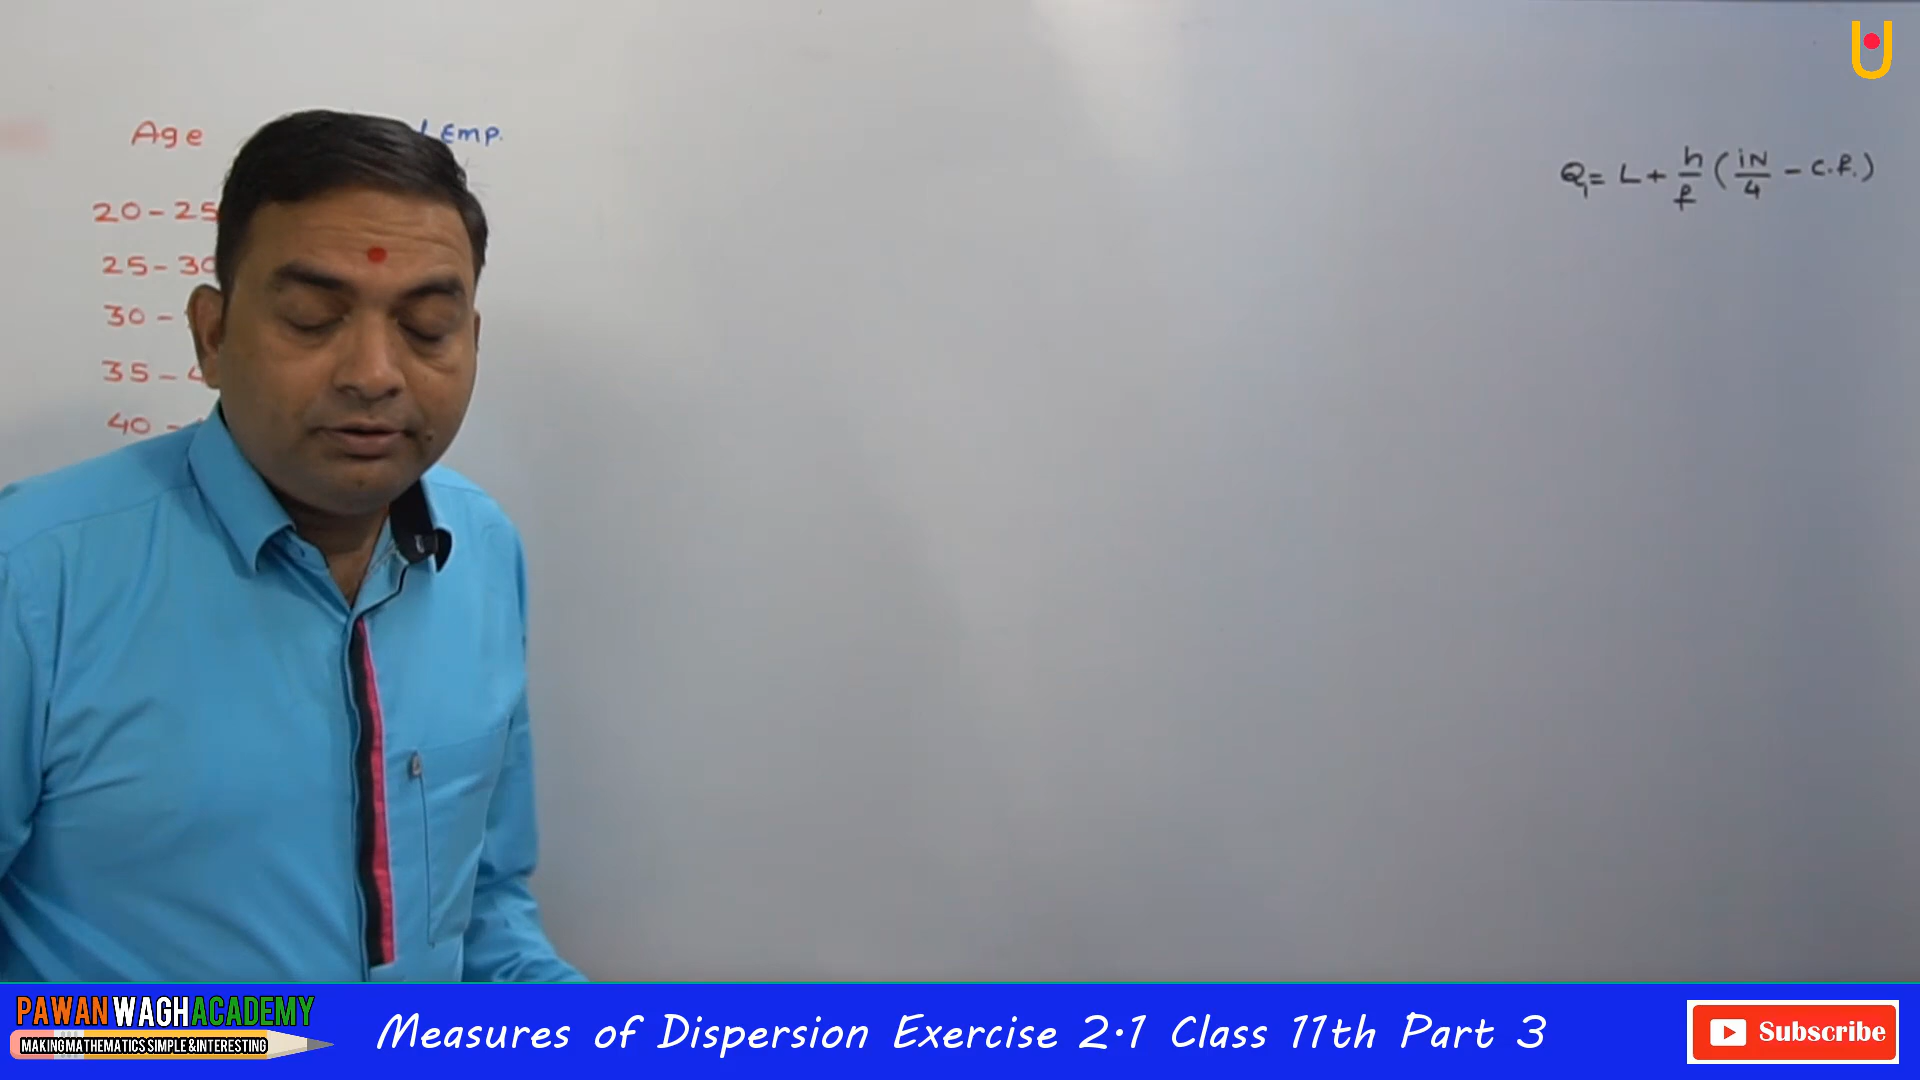 Age Emp.
Q₁ = L + h/f ( iN/4 - c.f. )
20 - 25
25 - 30
30 -
35 - 4
40 -
PAWAN WAGH ACADEMY
MAKING MATHEMATICS SIMPLE & INTERESTING
Measures of Dispersion Exercise 2.1 Class 11th Part 3
Subscribe